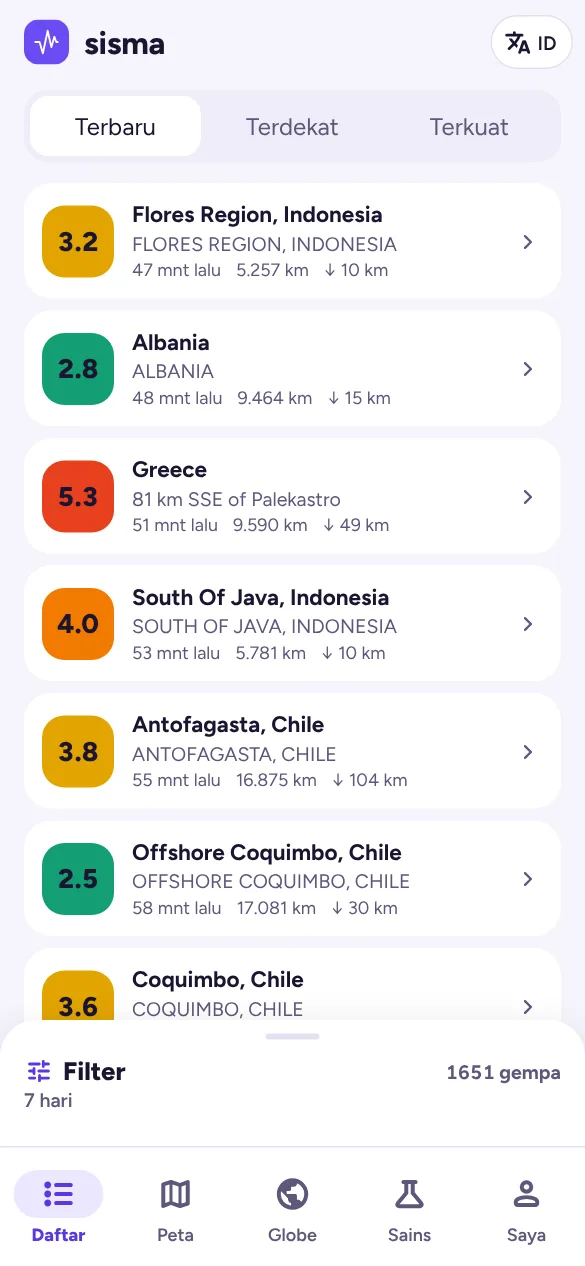 sisma
ID
Terbaru
Terdekat
Terkuat
3.2
Flores Region, Indonesia
FLORES REGION, INDONESIA
47 mnt lalu 5.257 km ↓ 10 km
2.8
Albania
ALBANIA
48 mnt lalu 9.464 km ↓ 15 km
5.3
Greece
81 km SSE of Palekastro
51 mnt lalu 9.590 km ↓ 49 km
4.0
South Of Java, Indonesia
SOUTH OF JAVA, INDONESIA
53 mnt lalu 5.781 km ↓ 10 km
3.8
Antofagasta, Chile
ANTOFAGASTA, CHILE
55 mnt lalu 16.875 km ↓ 104 km
2.5
Offshore Coquimbo, Chile
OFFSHORE COQUIMBO, CHILE
58 mnt lalu 17.081 km ↓ 30 km
3.6
Coquimbo, Chile
COQUIMBO, CHILE
Filter
1651 gempa
7 hari
Daftar
Peta
Globe
Sains
Saya